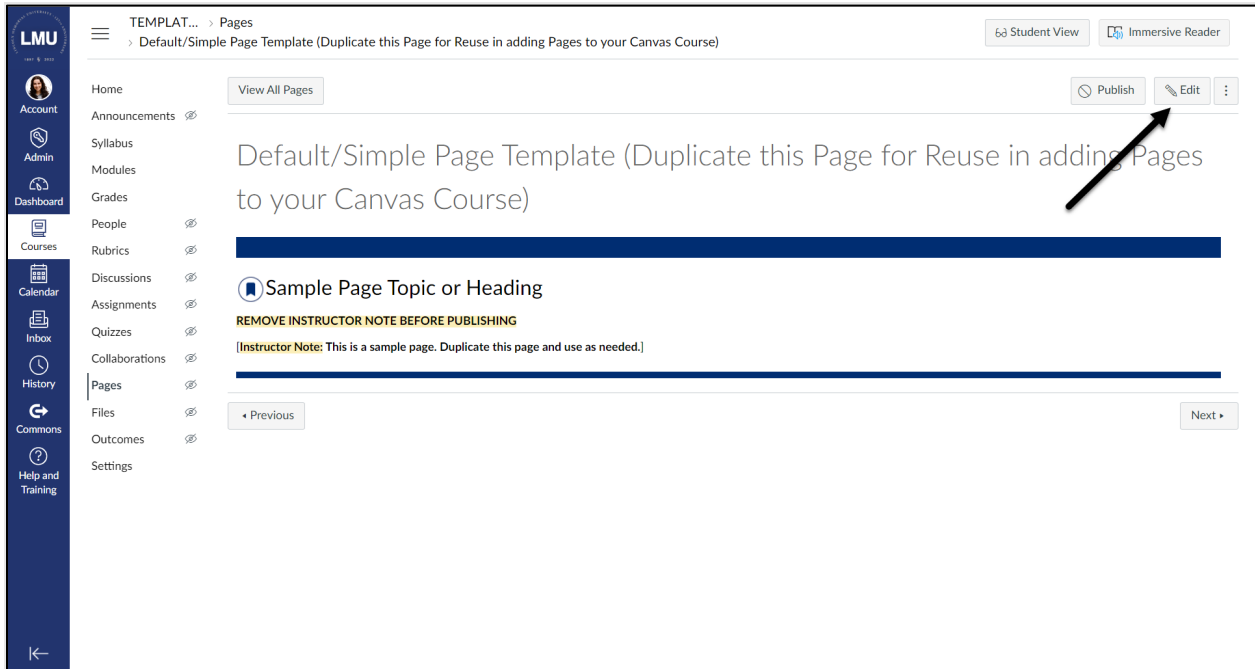 LMU
TEMPLAT... > Pages
> Default/Simple Page Template (Duplicate this Page for Reuse in adding Pages to your Canvas Course)
Student View
Immersive Reader
Account
Admin
Dashboard
Courses
Calendar
Inbox
History
Commons
Help and
Training
Home
Announcements
Syllabus
Modules
Grades
People
Rubrics
Discussions
Assignments
Quizzes
Collaborations
Pages
Files
Outcomes
Settings
View All Pages
Publish
Edit
Default/Simple Page Template (Duplicate this Page for Reuse in adding Pages
to your Canvas Course)
Sample Page Topic or Heading
REMOVE INSTRUCTOR NOTE BEFORE PUBLISHING
[Instructor Note: This is a sample page. Duplicate this page and use as needed.]
Previous
Next